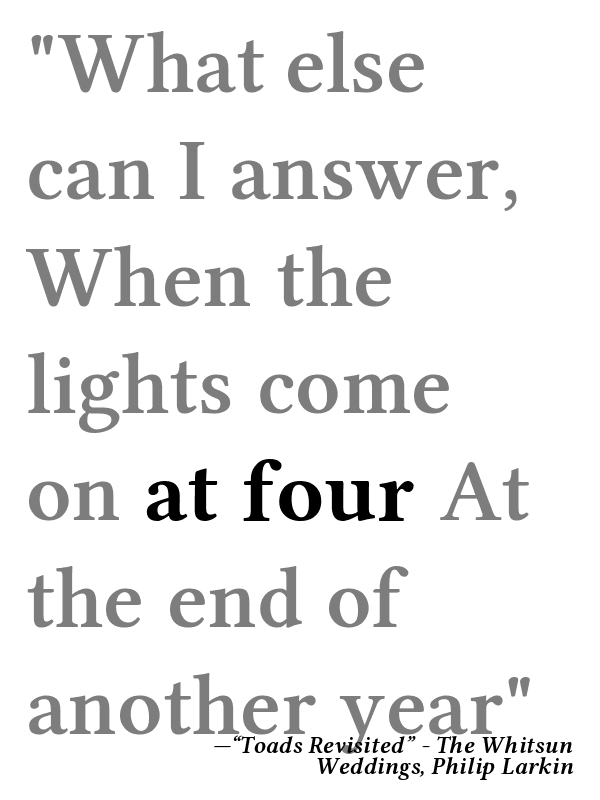 "What else
can I answer,
When the
lights come
on at four At
the end of
another year"
—“Toads Revisited” - The Whitsun
Weddings, Philip Larkin